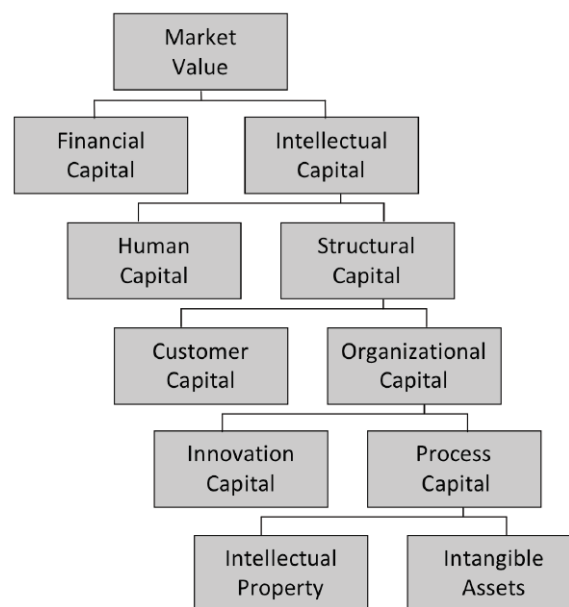 Market
Value
Financial
Capital
Intellectual
Capital
Human
Capital
Structural
Capital
Customer
Capital
Organizational
Capital
Innovation
Capital
Process
Capital
Intellectual
Property
Intangible
Assets